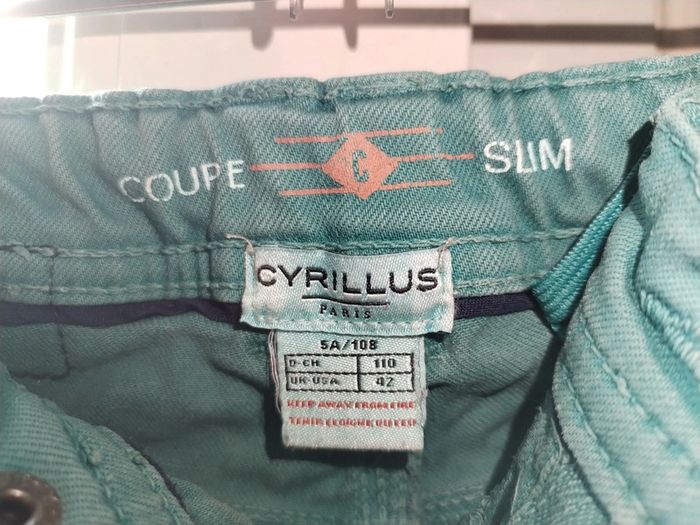 COUPE C SLIM
CYRILLUS
PARIS
5A/108
D-CH 110
UK-USA 42
KEEP AWAY FROM FIRE
TENIR ELOIGNE DU FEU